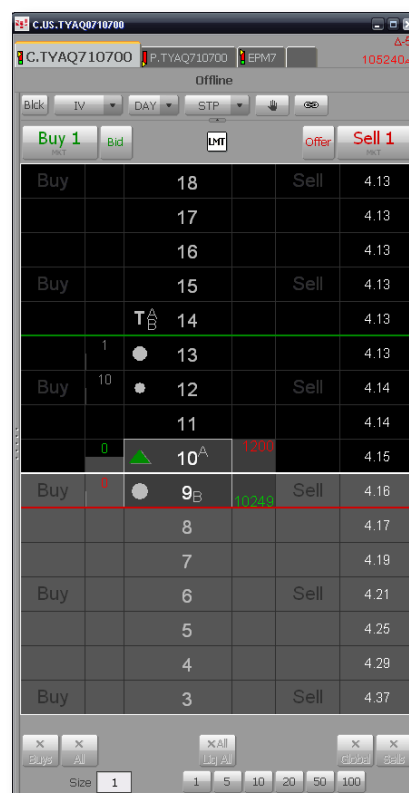 C.US.TYAQ0710700
C.TYAQ710700 P.TYAQ710700 EPM7
Δ-5
105240
Offline
Blck IV DAY STP
Buy 1 MKT Bid LMT Offer Sell 1 MKT
Buy 18 Sell 4.13
17 4.13
16 4.13
Buy 15 Sell 4.13
T A B 14 4.13
1 13 4.13
Buy 10 12 Sell 4.14
11 4.14
0 10 A 1200 4.15
Buy 0 9 B 10249 Sell 4.16
8 4.17
7 4.19
Buy 6 Sell 4.21
5 4.25
4 4.29
Buy 3 Sell 4.37
X X XAll X X
Buys All Liq All Global Sells
Size 1 1 5 10 20 50 100